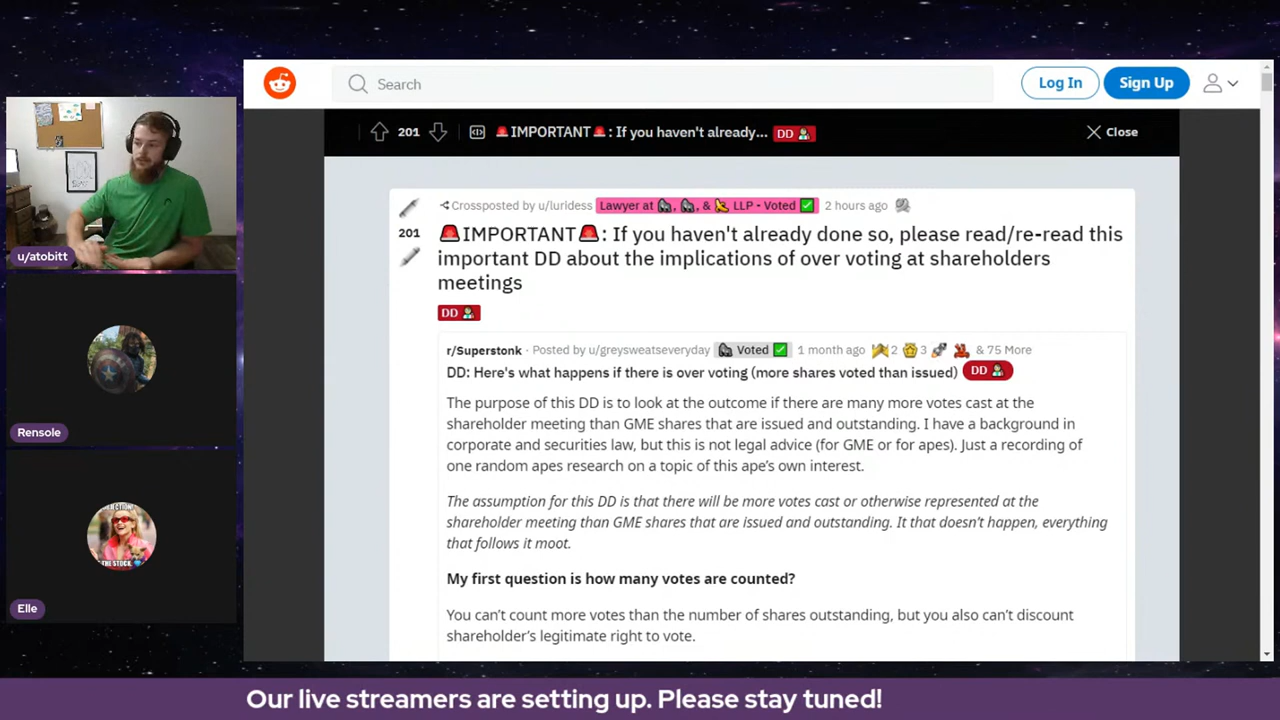 Search
Log In
Sign Up
201
🚨IMPORTANT🚨: If you haven't already... DD
Close
Crossposted by u/luridess Lawyer at 🦍, 🦍, & 🍌 LLP - Voted ✅ 2 hours ago
201
🚨IMPORTANT🚨: If you haven't already done so, please read/re-read this
important DD about the implications of over voting at shareholders
meetings
DD
r/Superstonk · Posted by u/greysweatseveryday 🦍 Voted ✅ 1 month ago 2 3 & 75 More
DD: Here's what happens if there is over voting (more shares voted than issued) DD
The purpose of this DD is to look at the outcome if there are many more votes cast at the
shareholder meeting than GME shares that are issued and outstanding. I have a background in
corporate and securities law, but this is not legal advice (for GME or for apes). Just a recording of
one random apes research on a topic of this ape's own interest.
The assumption for this DD is that there will be more votes cast or otherwise represented at the
shareholder meeting than GME shares that are issued and outstanding. It that doesn't happen, everything
that follows it moot.
My first question is how many votes are counted?
You can't count more votes than the number of shares outstanding, but you also can't discount
shareholder's legitimate right to vote.
u/atobitt
Rensole
THE STOCK
Elle
Our live streamers are setting up. Please stay tuned!